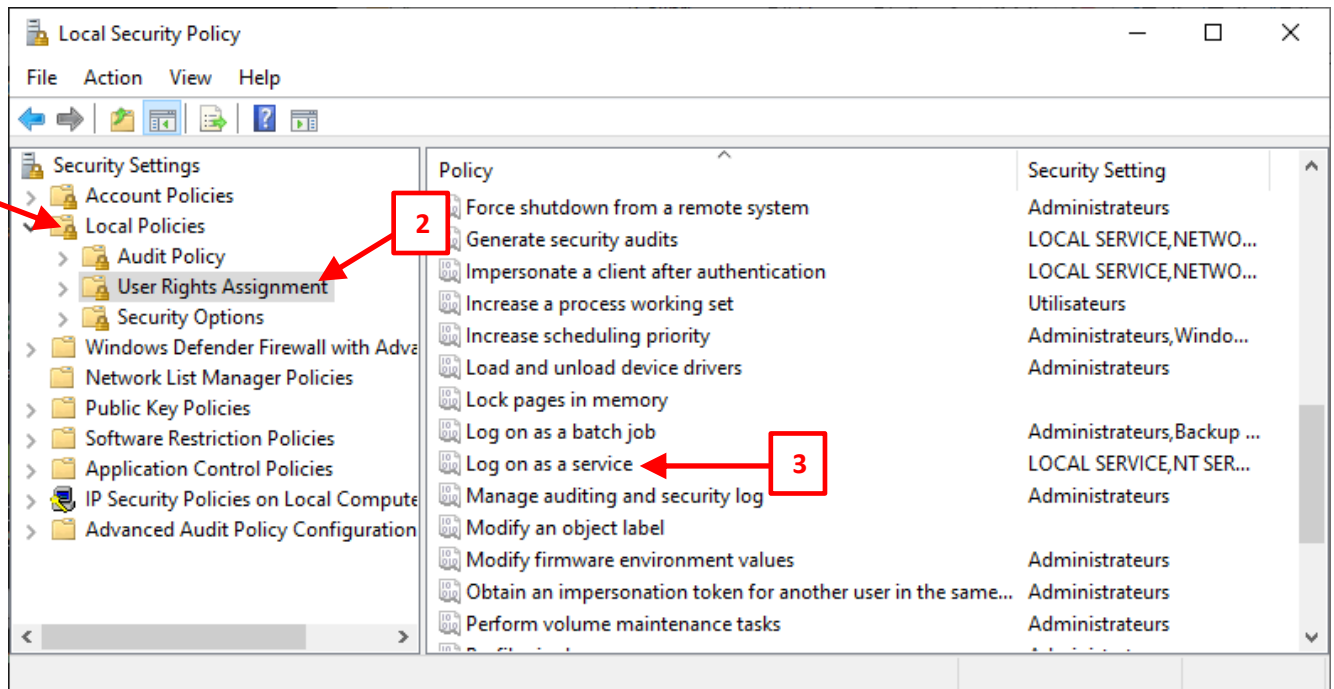 Local Security Policy
File Action View Help
Security Settings
Account Policies
Local Policies
Audit Policy
User Rights Assignment
Security Options
Windows Defender Firewall with Adva
Network List Manager Policies
Public Key Policies
Software Restriction Policies
Application Control Policies
IP Security Policies on Local Compute
Advanced Audit Policy Configuration
2
Policy Security Setting
Force shutdown from a remote system Administrateurs
Generate security audits LOCAL SERVICE,NETWO...
Impersonate a client after authentication LOCAL SERVICE,NETWO...
Increase a process working set Utilisateurs
Increase scheduling priority Administrateurs,Windo...
Load and unload device drivers Administrateurs
Lock pages in memory
Log on as a batch job Administrateurs,Backup ...
Log on as a service 3 LOCAL SERVICE,NT SER...
Manage auditing and security log Administrateurs
Modify an object label
Modify firmware environment values Administrateurs
Obtain an impersonation token for another user in the same... Administrateurs
Perform volume maintenance tasks Administrateurs